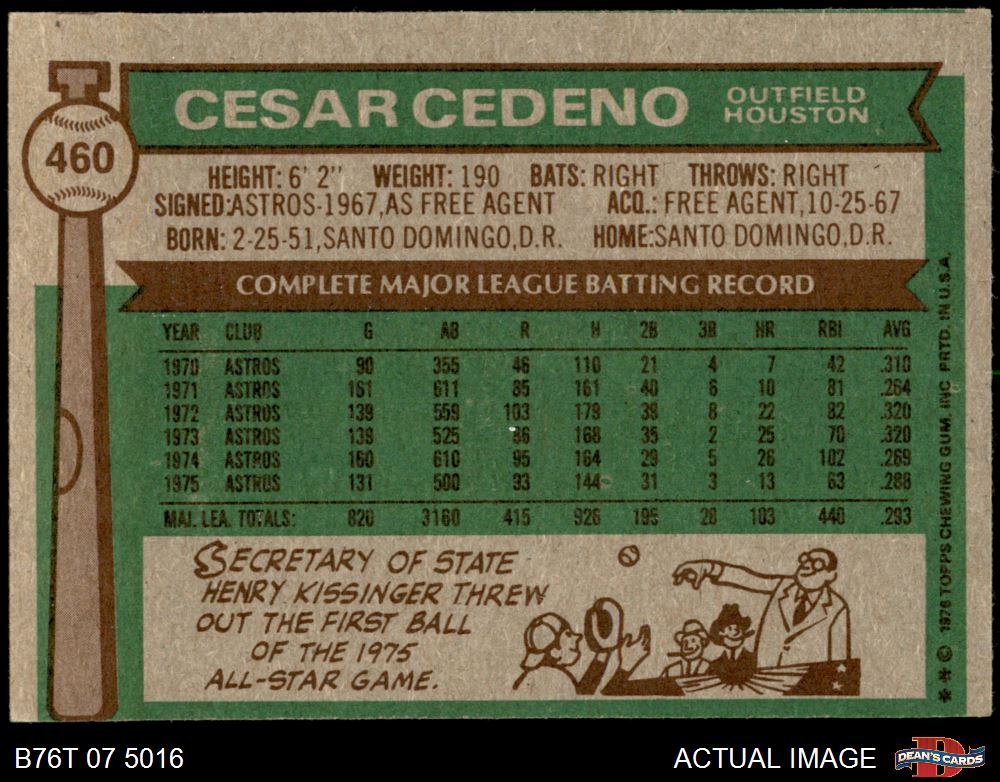 CESAR CEDENO
OUTFIELD
HOUSTON
460
HEIGHT: 6' 2" WEIGHT: 190 BATS: RIGHT THROWS: RIGHT
SIGNED:ASTROS-1967,AS FREE AGENT ACQ.: FREE AGENT,10-25-67
BORN: 2-25-51,SANTO DOMINGO,D.R. HOME:SANTO DOMINGO,D.R.
COMPLETE MAJOR LEAGUE BATTING RECORD
YEAR CLUB G AB R H 2B 3B HR RBI AVG
1970 ASTROS 90 355 46 110 21 4 7 42 .310
1971 ASTROS 161 611 85 161 40 6 10 81 .264
1972 ASTROS 139 559 103 179 39 8 22 82 .320
1973 ASTROS 139 525 86 168 35 2 25 70 .320
1974 ASTROS 160 610 95 164 29 5 26 102 .269
1975 ASTROS 131 500 93 144 31 3 13 63 .288
MAJ. LEA. TOTALS: 820 3160 415 926 195 28 103 440 .293
SECRETARY OF STATE
HENRY KISSINGER THREW
OUT THE FIRST BALL
OF THE 1975
ALL-STAR GAME.
** © 1976 TOPPS CHEWING GUM, INC. PRTD. IN U.S.A.
B76T 07 5016
ACTUAL IMAGE
D
DEAN'S CARDS